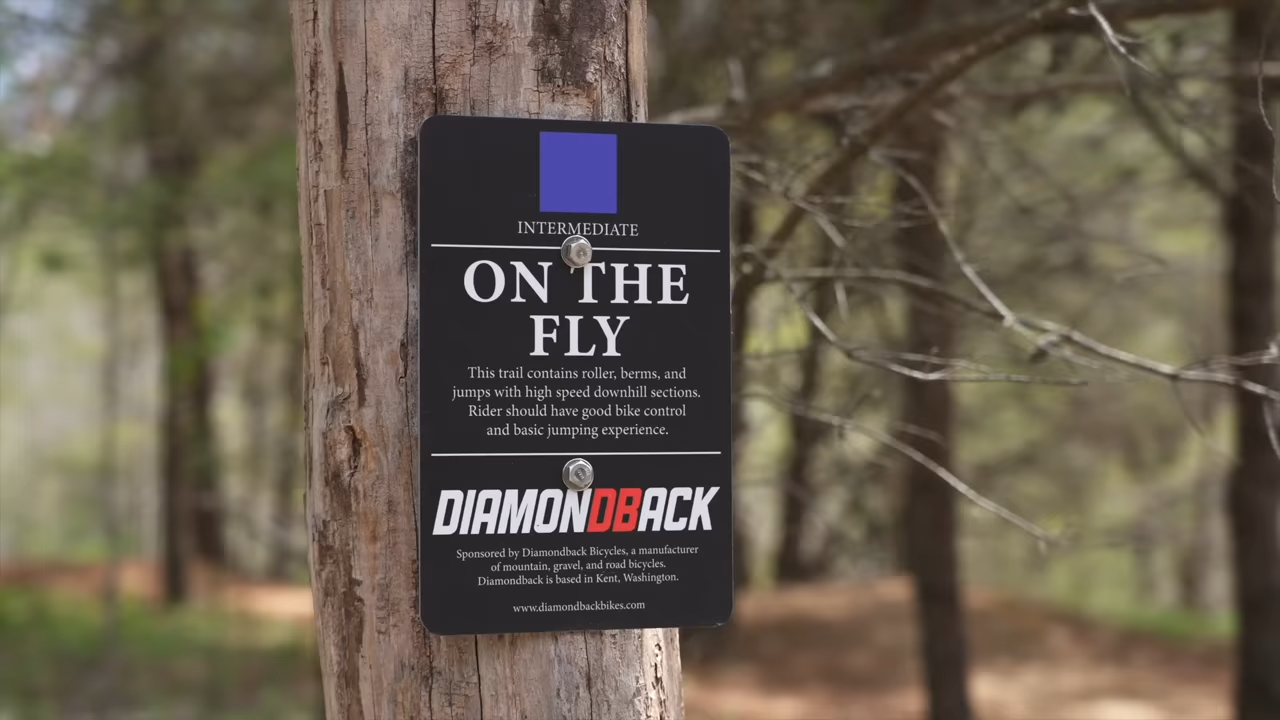 INTERMEDIATE
ON THE
FLY
This trail contains roller, berms, and
jumps with high speed downhill sections.
Rider should have good bike control
and basic jumping experience.
DIAMONDBACK
Sponsored by Diamondback Bicycles, a manufacturer
of mountain, gravel, and road bicycles.
Diamondback is based in Kent, Washington.
www.diamondbackbikes.com